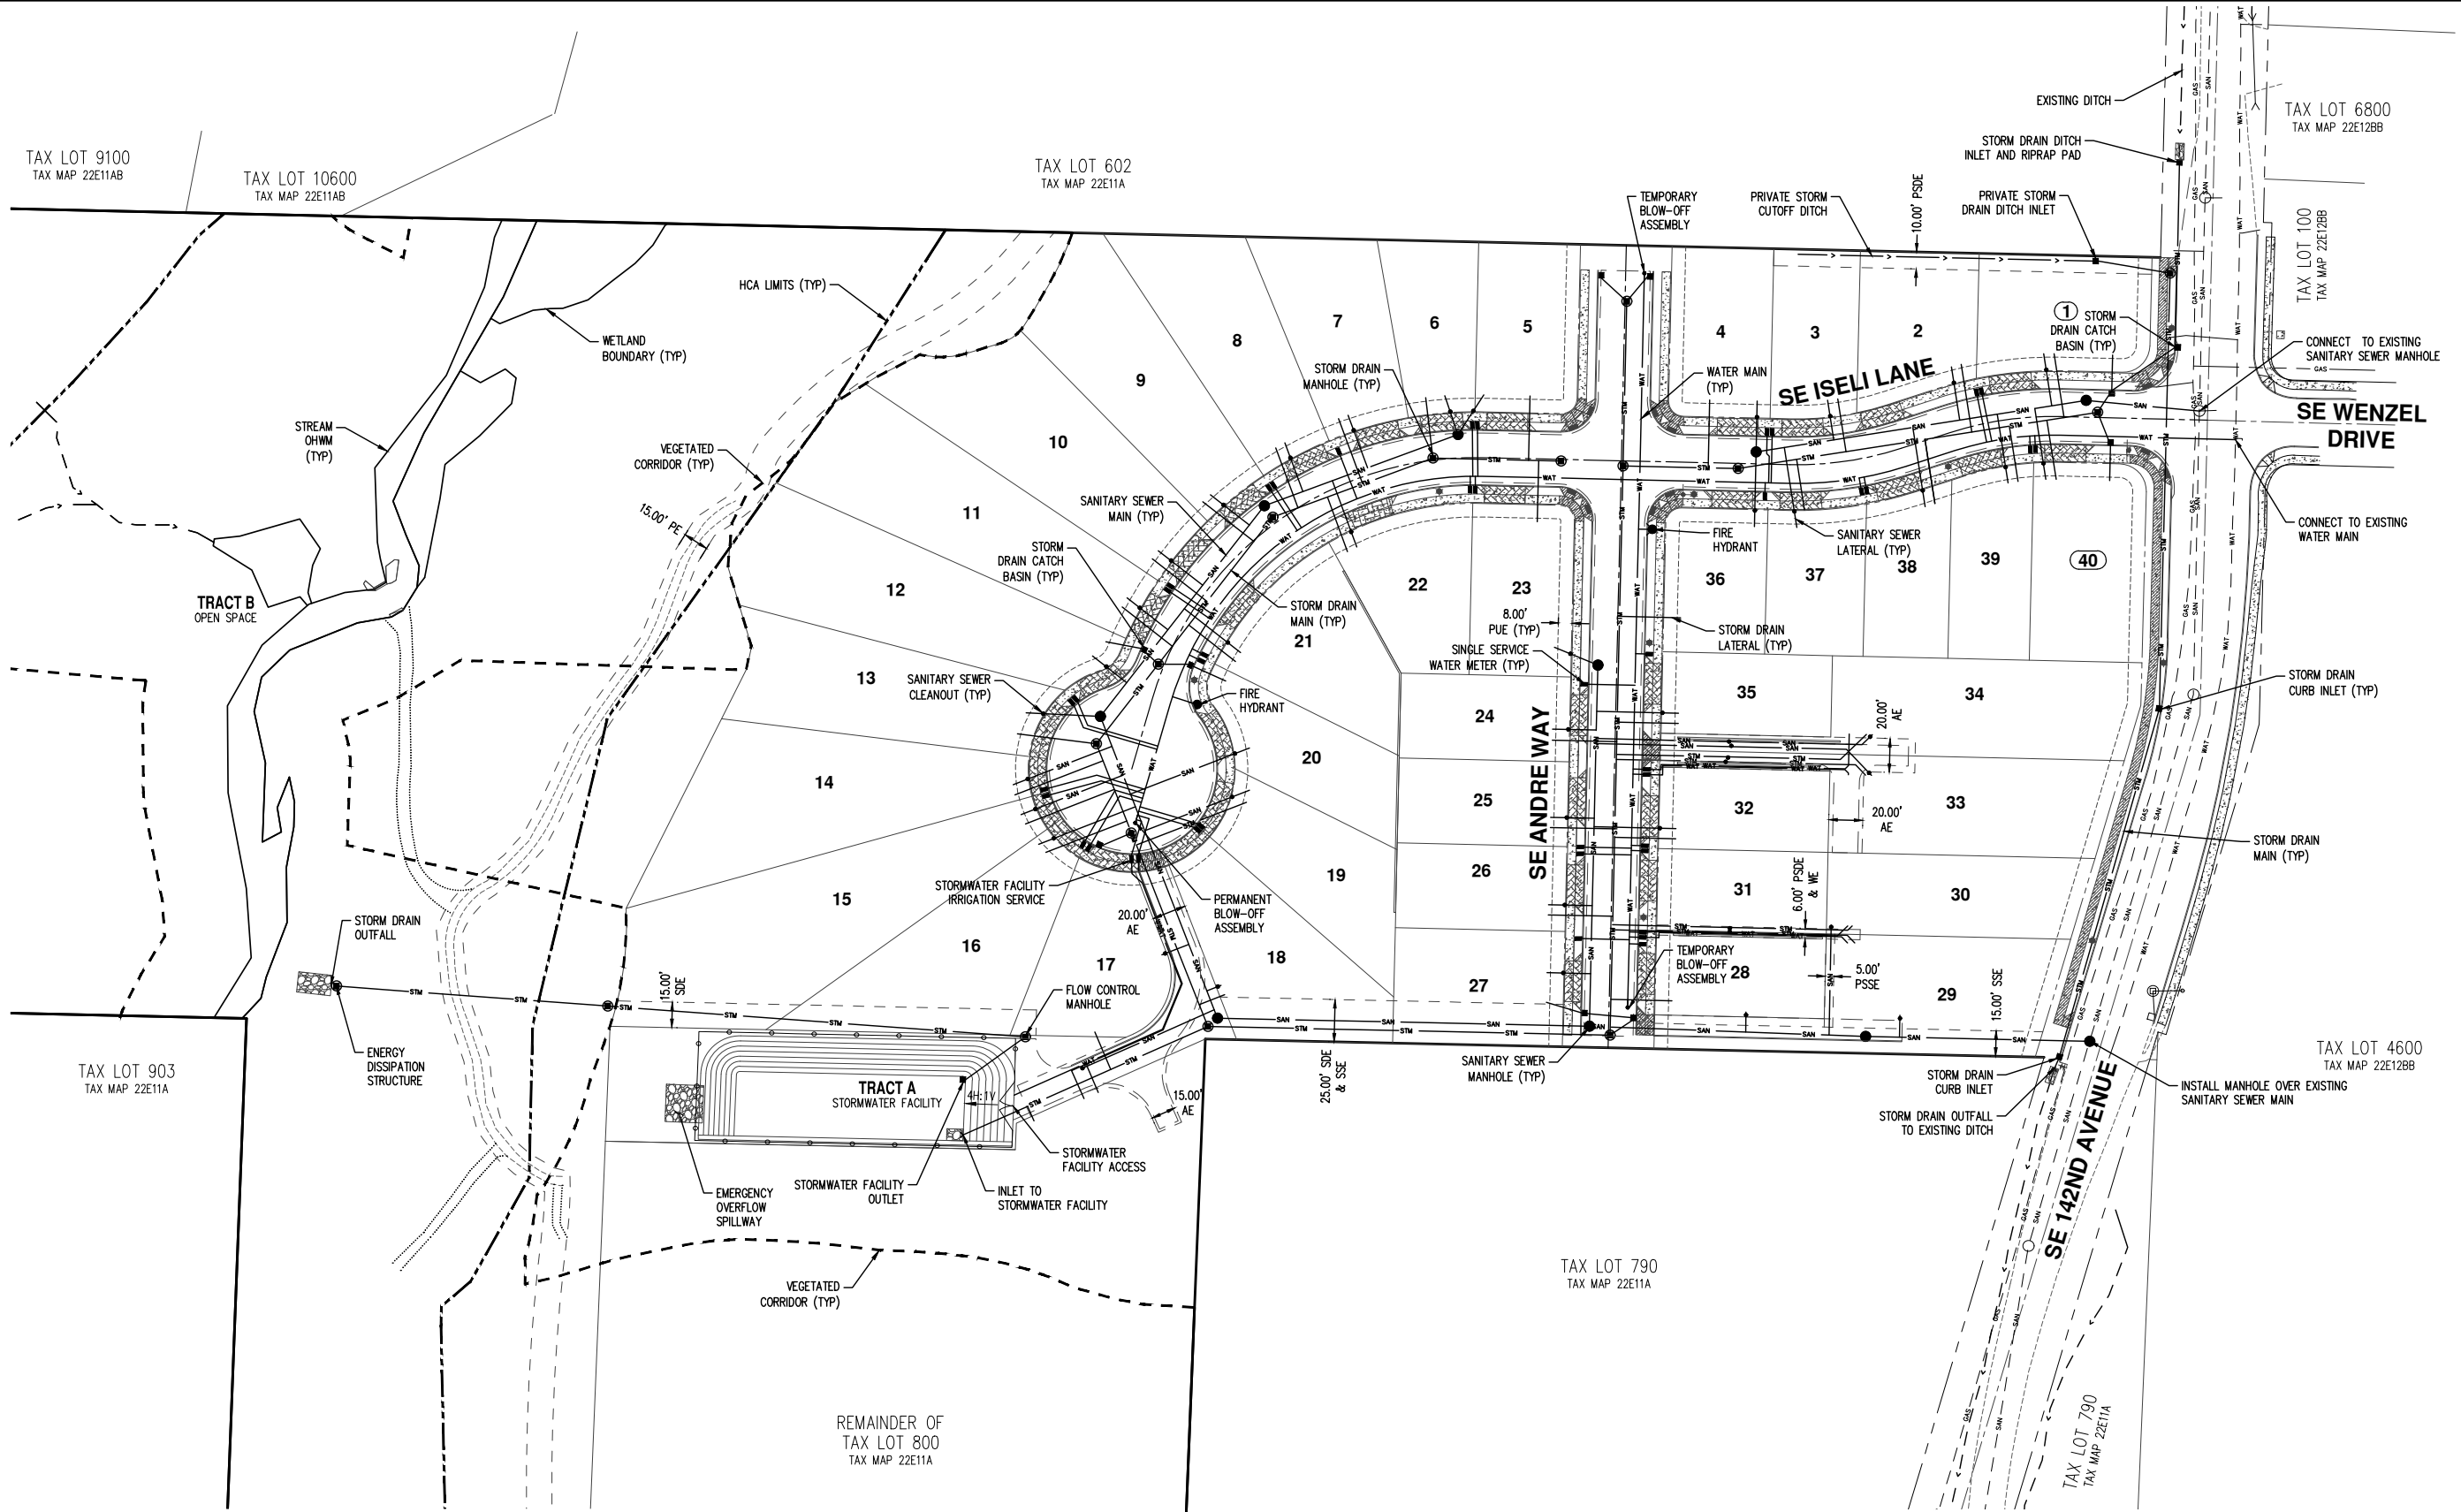 EXISTING DITCH
TAX LOT 6800
TAX MAP 22E12BB
STORM DRAIN DITCH
INLET AND RIPRAP PAD
TAX LOT 9100
TAX MAP 22E11AB
TAX LOT 10600
TAX MAP 22E11AB
TAX LOT 602
TAX MAP 22E11A
TEMPORARY
BLOW-OFF
ASSEMBLY
PRIVATE STORM
CUTOFF DITCH
10.00' PSDE
PRIVATE STORM
DRAIN DITCH INLET
TAX LOT 100
TAX MAP 22E12BB
HCA LIMITS (TYP)
WETLAND
BOUNDARY (TYP)
9
8
7
6
5
4
3
2
1
STORM
DRAIN CATCH
BASIN (TYP)
CONNECT TO EXISTING
SANITARY SEWER MANHOLE
STORM DRAIN
MANHOLE (TYP)
WATER MAIN
(TYP)
SE ISELI LANE
SE WENZEL
DRIVE
STREAM
OHWM
(TYP)
VEGETATED
CORRIDOR (TYP)
10
15.00' PE
11
SANITARY SEWER
MAIN (TYP)
STORM
DRAIN CATCH
BASIN (TYP)
FIRE
HYDRANT
SANITARY SEWER
LATERAL (TYP)
CONNECT TO EXISTING
WATER MAIN
12
22
23
36
37
38
39
40
TRACT B
OPEN SPACE
STORM DRAIN
MAIN (TYP)
21
8.00'
PUE (TYP)
STORM DRAIN
LATERAL (TYP)
SINGLE SERVICE
WATER METER (TYP)
13
SANITARY SEWER
CLEANOUT (TYP)
FIRE
HYDRANT
35
34
STORM DRAIN
CURB INLET (TYP)
24
20.00'
AE
SE ANDRE WAY
14
20
25
32
33
20.00'
AE
STORM DRAIN
MAIN (TYP)
15
STORMWATER FACILITY
IRRIGATION SERVICE
19
26
31
6.00' PSDE
& WE
30
PERMANENT
BLOW-OFF
ASSEMBLY
20.00'
AE
STORM DRAIN
OUTFALL
16
17
18
27
TEMPORARY
BLOW-OFF
ASSEMBLY
28
5.00'
PSSE
29
15.00' SDE
FLOW CONTROL
MANHOLE
15.00' SSE
ENERGY
DISSIPATION
STRUCTURE
25.00' SDE
& SSE
SANITARY SEWER
MANHOLE (TYP)
TAX LOT 903
TAX MAP 22E11A
TRACT A
STORMWATER FACILITY
4H:1V
15.00'
AE
STORM DRAIN
CURB INLET
INSTALL MANHOLE OVER EXISTING
SANITARY SEWER MAIN
TAX LOT 4600
TAX MAP 22E12BB
STORM DRAIN OUTFALL
TO EXISTING DITCH
SE 142ND AVENUE
STORMWATER
FACILITY ACCESS
EMERGENCY
OVERFLOW
SPILLWAY
STORMWATER FACILITY
OUTLET
INLET TO
STORMWATER FACILITY
VEGETATED
CORRIDOR (TYP)
TAX LOT 790
TAX MAP 22E11A
REMAINDER OF
TAX LOT 800
TAX MAP 22E11A
TAX LOT 790
TAX MAP 22E11A